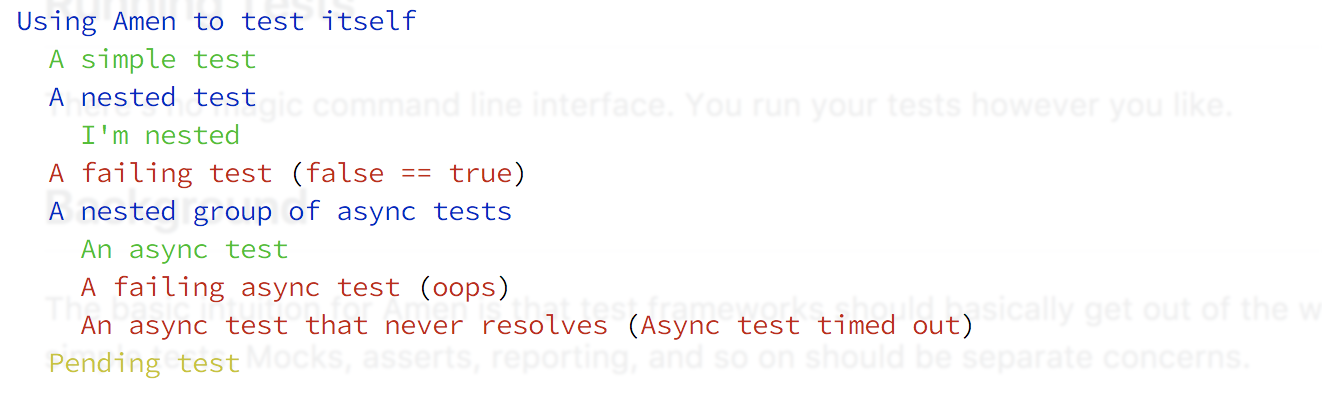 Running Tests
Using Amen to test itself
A simple test
A nested test
There's no magic command line interface. You run your tests however you like.
I'm nested
A failing test (false == true)
Background
A nested group of async tests
An async test
A failing async test (oops)
The basic intuition for Amen is that test frameworks should basically get out of the w
An async test that never resolves (Async test timed out)
simple tests. Mocks, asserts, reporting, and so on should be separate concerns.
Pending test